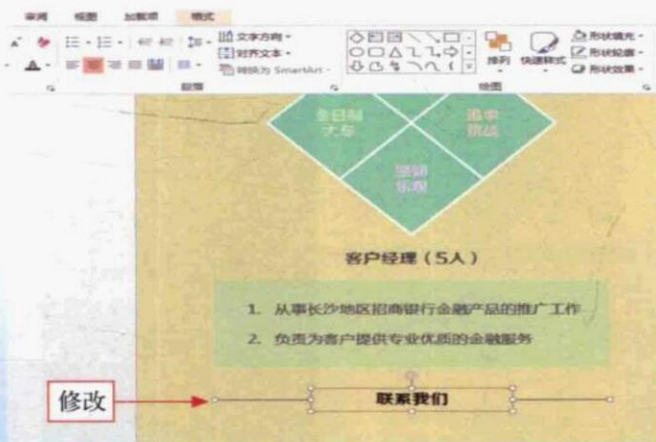 审阅 视图 加载项 格式
文字方向
对齐文本
转换为 SmartArt
排列 快速样式
形状填充
形状轮廓
形状效果
段落 绘图
全日制 大专
追求 挑战
坚韧 乐观
客户经理（5人）
1. 从事长沙地区招商银行金融产品的推广工作
2. 负责为客户提供专业优质的金融服务
修改
联系我们